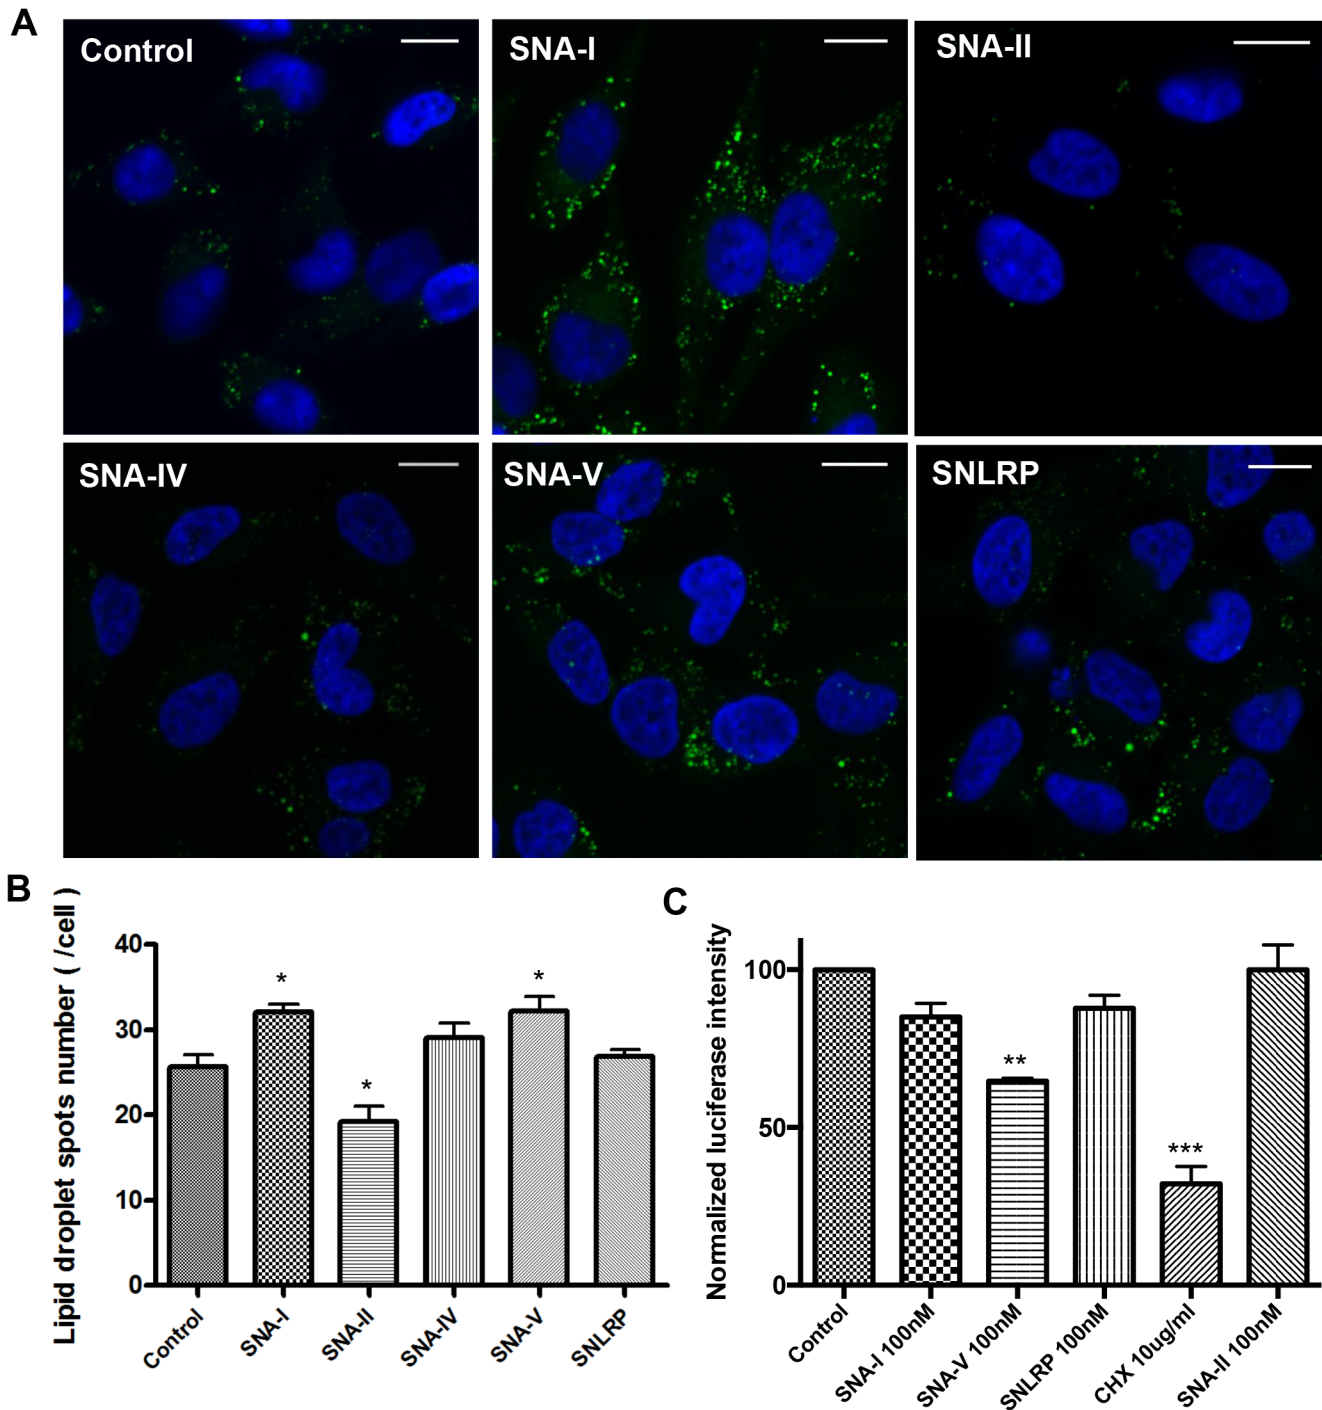 A
Control
SNA-I
SNA-II
SNA-IV
SNA-V
SNLRP
B
Lipid droplet spots number ( /cell )
40
30
20
10
0
*
*
*
Control
SNA-I
SNA-II
SNA-IV
SNA-V
SNLRP
C
Normalized luciferase intensity
100
50
0
**
***
Control
SNA-I 100nM
SNA-V 100nM
SNLRP 100nM
CHX 10ug/ml
SNA-II 100nM